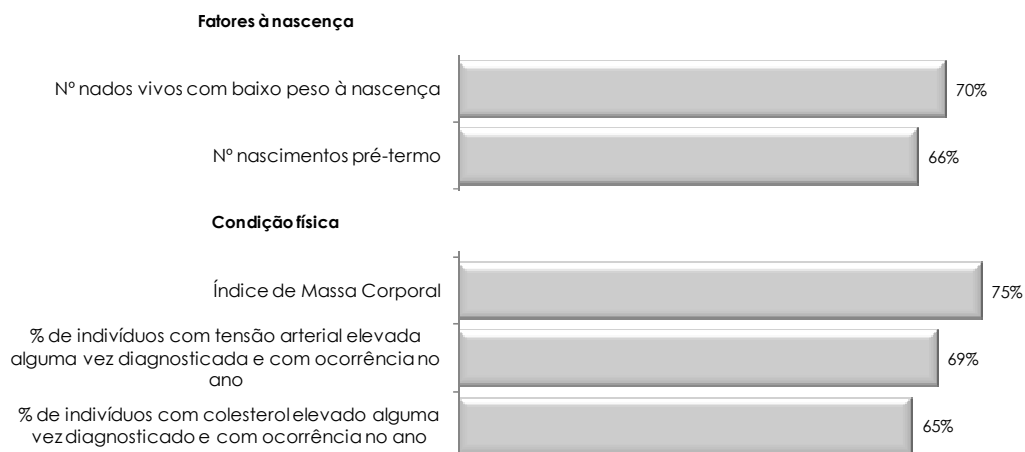 Fatores à nascença
Nº nados vivos com baixo peso à nascença
70%
Nº nascimentos pré-termo
66%
Condição física
Índice de Massa Corporal
75%
% de indivíduos com tensão arterial elevada
alguma vez diagnosticada e com ocorrência no
ano
69%
% de indivíduos com colesterol elevado alguma
vez diagnosticado e com ocorrência no ano
65%